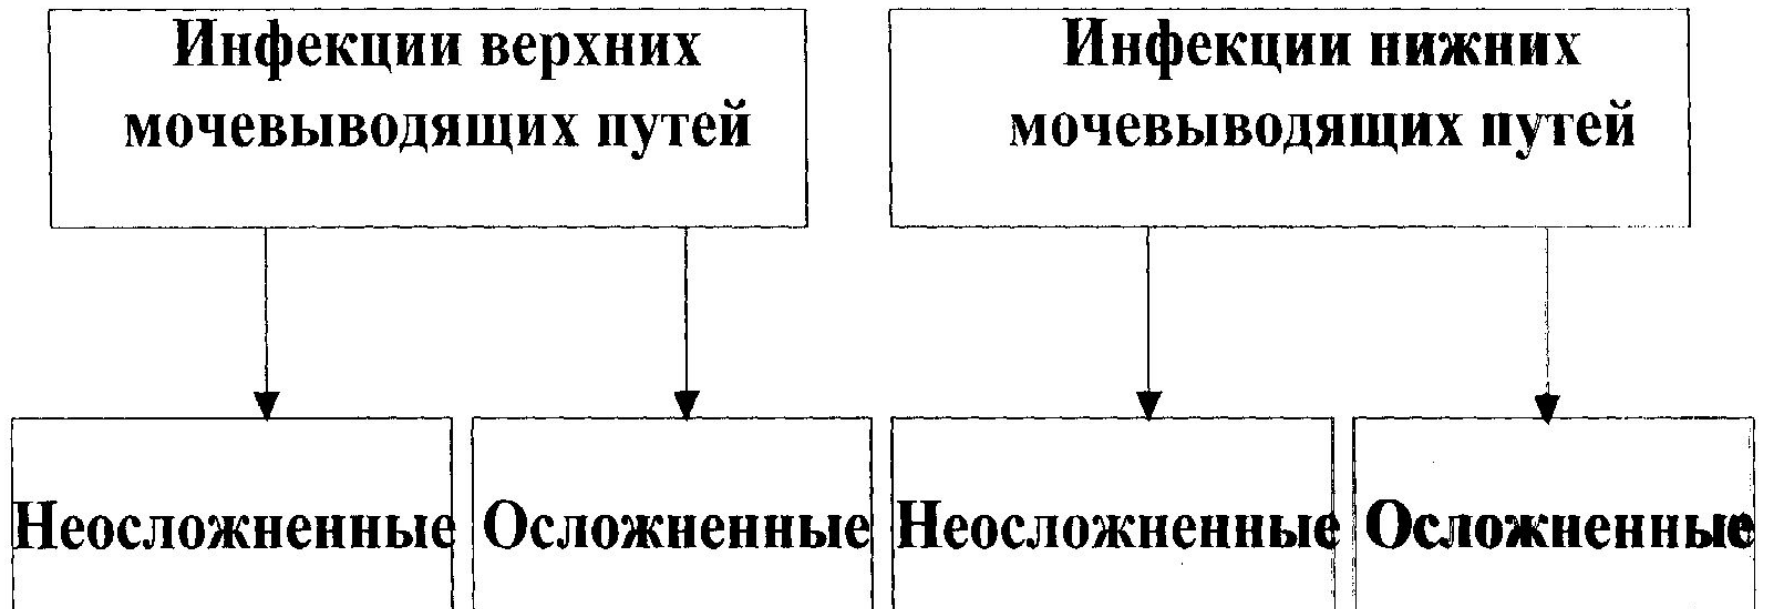 Инфекции верхних
мочевыводящих путей
Инфекции нижних
мочевыводящих путей
Неосложненные
Осложненные
Неосложненные
Осложненные